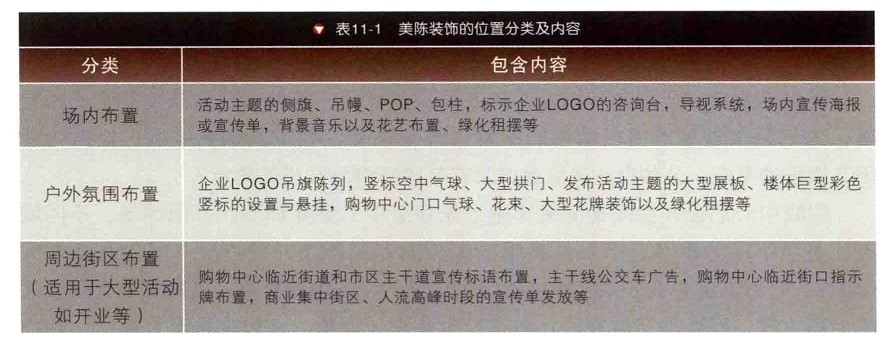 表11-1 美陈装饰的位置分类及内容
分类
包含内容
场内布置
活动主题的侧旗、吊幔、POP、包柱，标示企业LOGO的咨询台，导视系统，场内宣传海报
或宣传单，背景音乐以及花艺布置、绿化租摆等
户外氛围布置
企业LOGO吊旗陈列，竖标空中气球、大型拱门、发布活动主题的大型展板、楼体巨型彩色
竖标的设置与悬挂，购物中心门口气球、花束、大型花牌装饰以及绿化租摆等
周边街区布置
（适用于大型活动
如开业等）
购物中心临近街道和市区主干道宣传标语布置，主干线公交车广告，购物中心临近街口指示
牌布置，商业集中街区、人流高峰时段的宣传单发放等